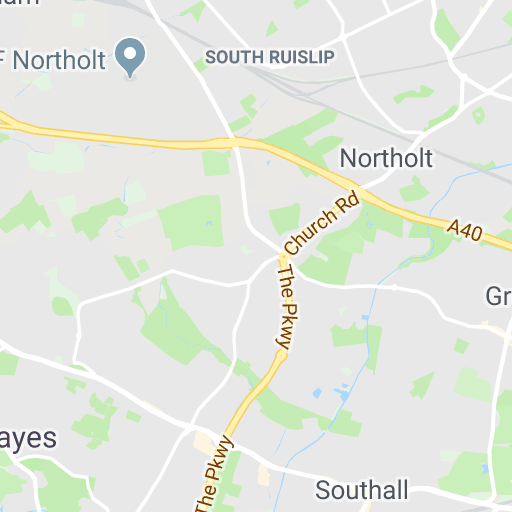 F Northolt
SOUTH RUISLIP
Northolt
Church Rd
A40
The Pkwy
Gr
ayes
The Pkwy
Southall